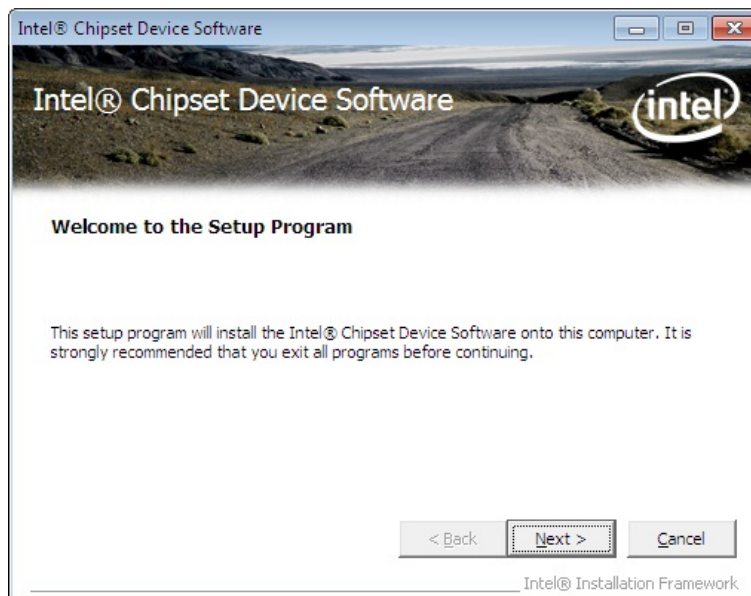 Intel® Chipset Device Software
Intel® Chipset Device Software
intel
Welcome to the Setup Program
This setup program will install the Intel® Chipset Device Software onto this computer. It is
strongly recommended that you exit all programs before continuing.
< Back
Next >
Cancel
Intel® Installation Framework